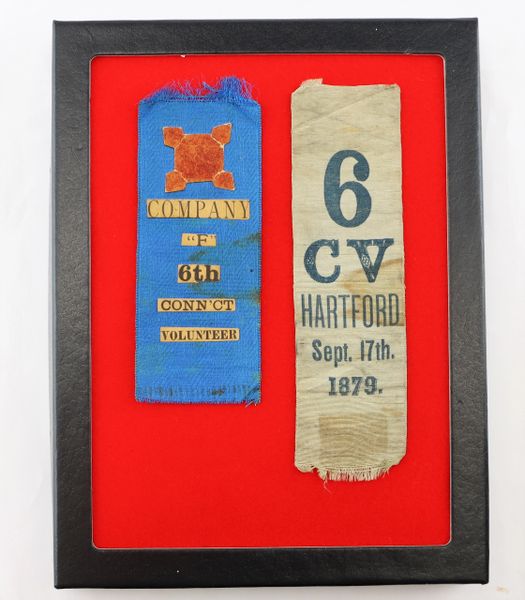 COMPANY
"F"
6th
CONN'CT
VOLUNTEER
6
CV
HARTFORD
Sept. 17th.
1879.